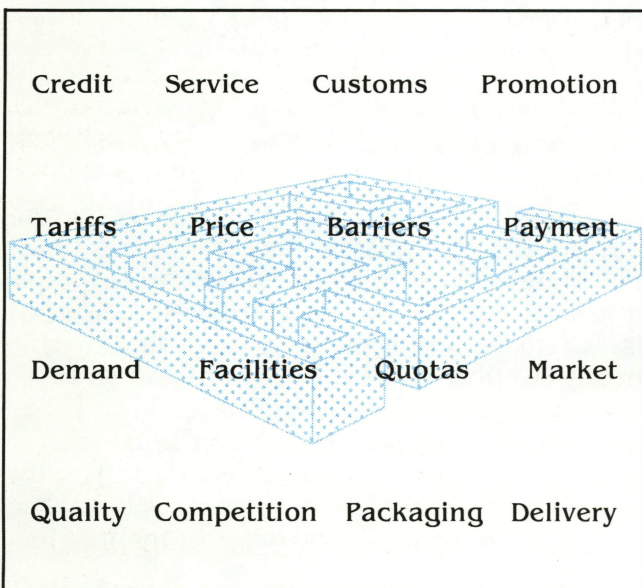 Credit Service Customs Promotion
Tariffs Price Barriers Payment
Demand Facilities Quotas Market
Quality Competition Packaging Delivery